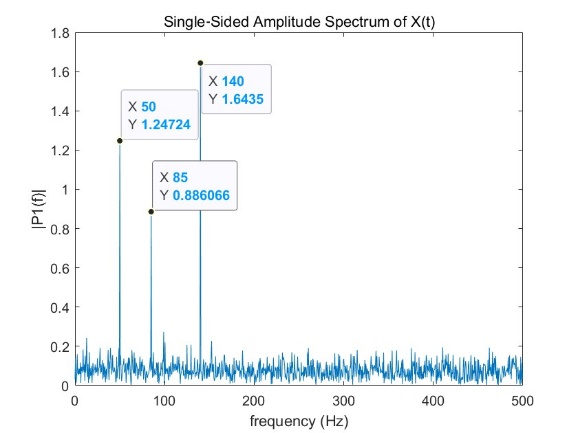 Single-Sided Amplitude Spectrum of X(t)
1.8
1.6
1.4
1.2
1
0.8
0.6
0.4
0.2
0
|P1(f)|
X 140
Y 1.6435
X 50
Y 1.24724
X 85
Y 0.886066
0 100 200 300 400 500
frequency (Hz)